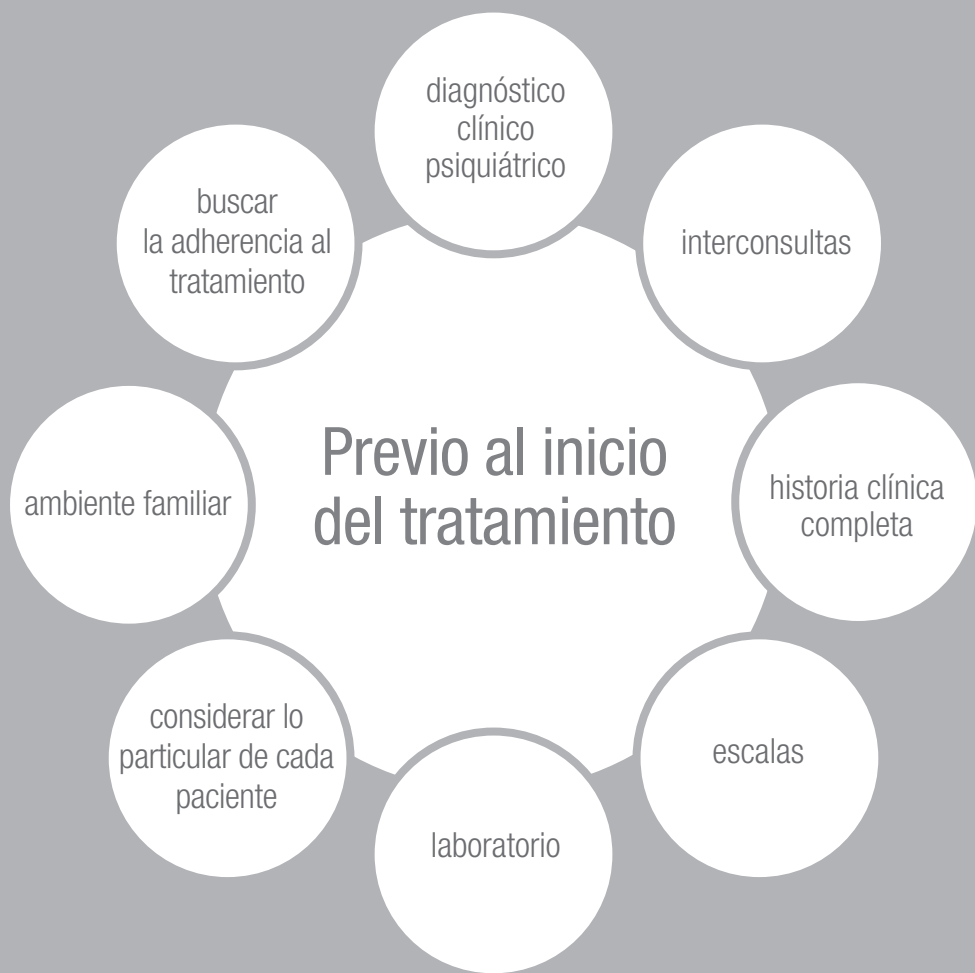 diagnóstico
clínico
psiquiátrico
interconsultas
historia clínica
completa
escalas
laboratorio
considerar lo
particular de cada
paciente
ambiente familiar
buscar
la adherencia al
tratamiento
Previo al inicio
del tratamiento